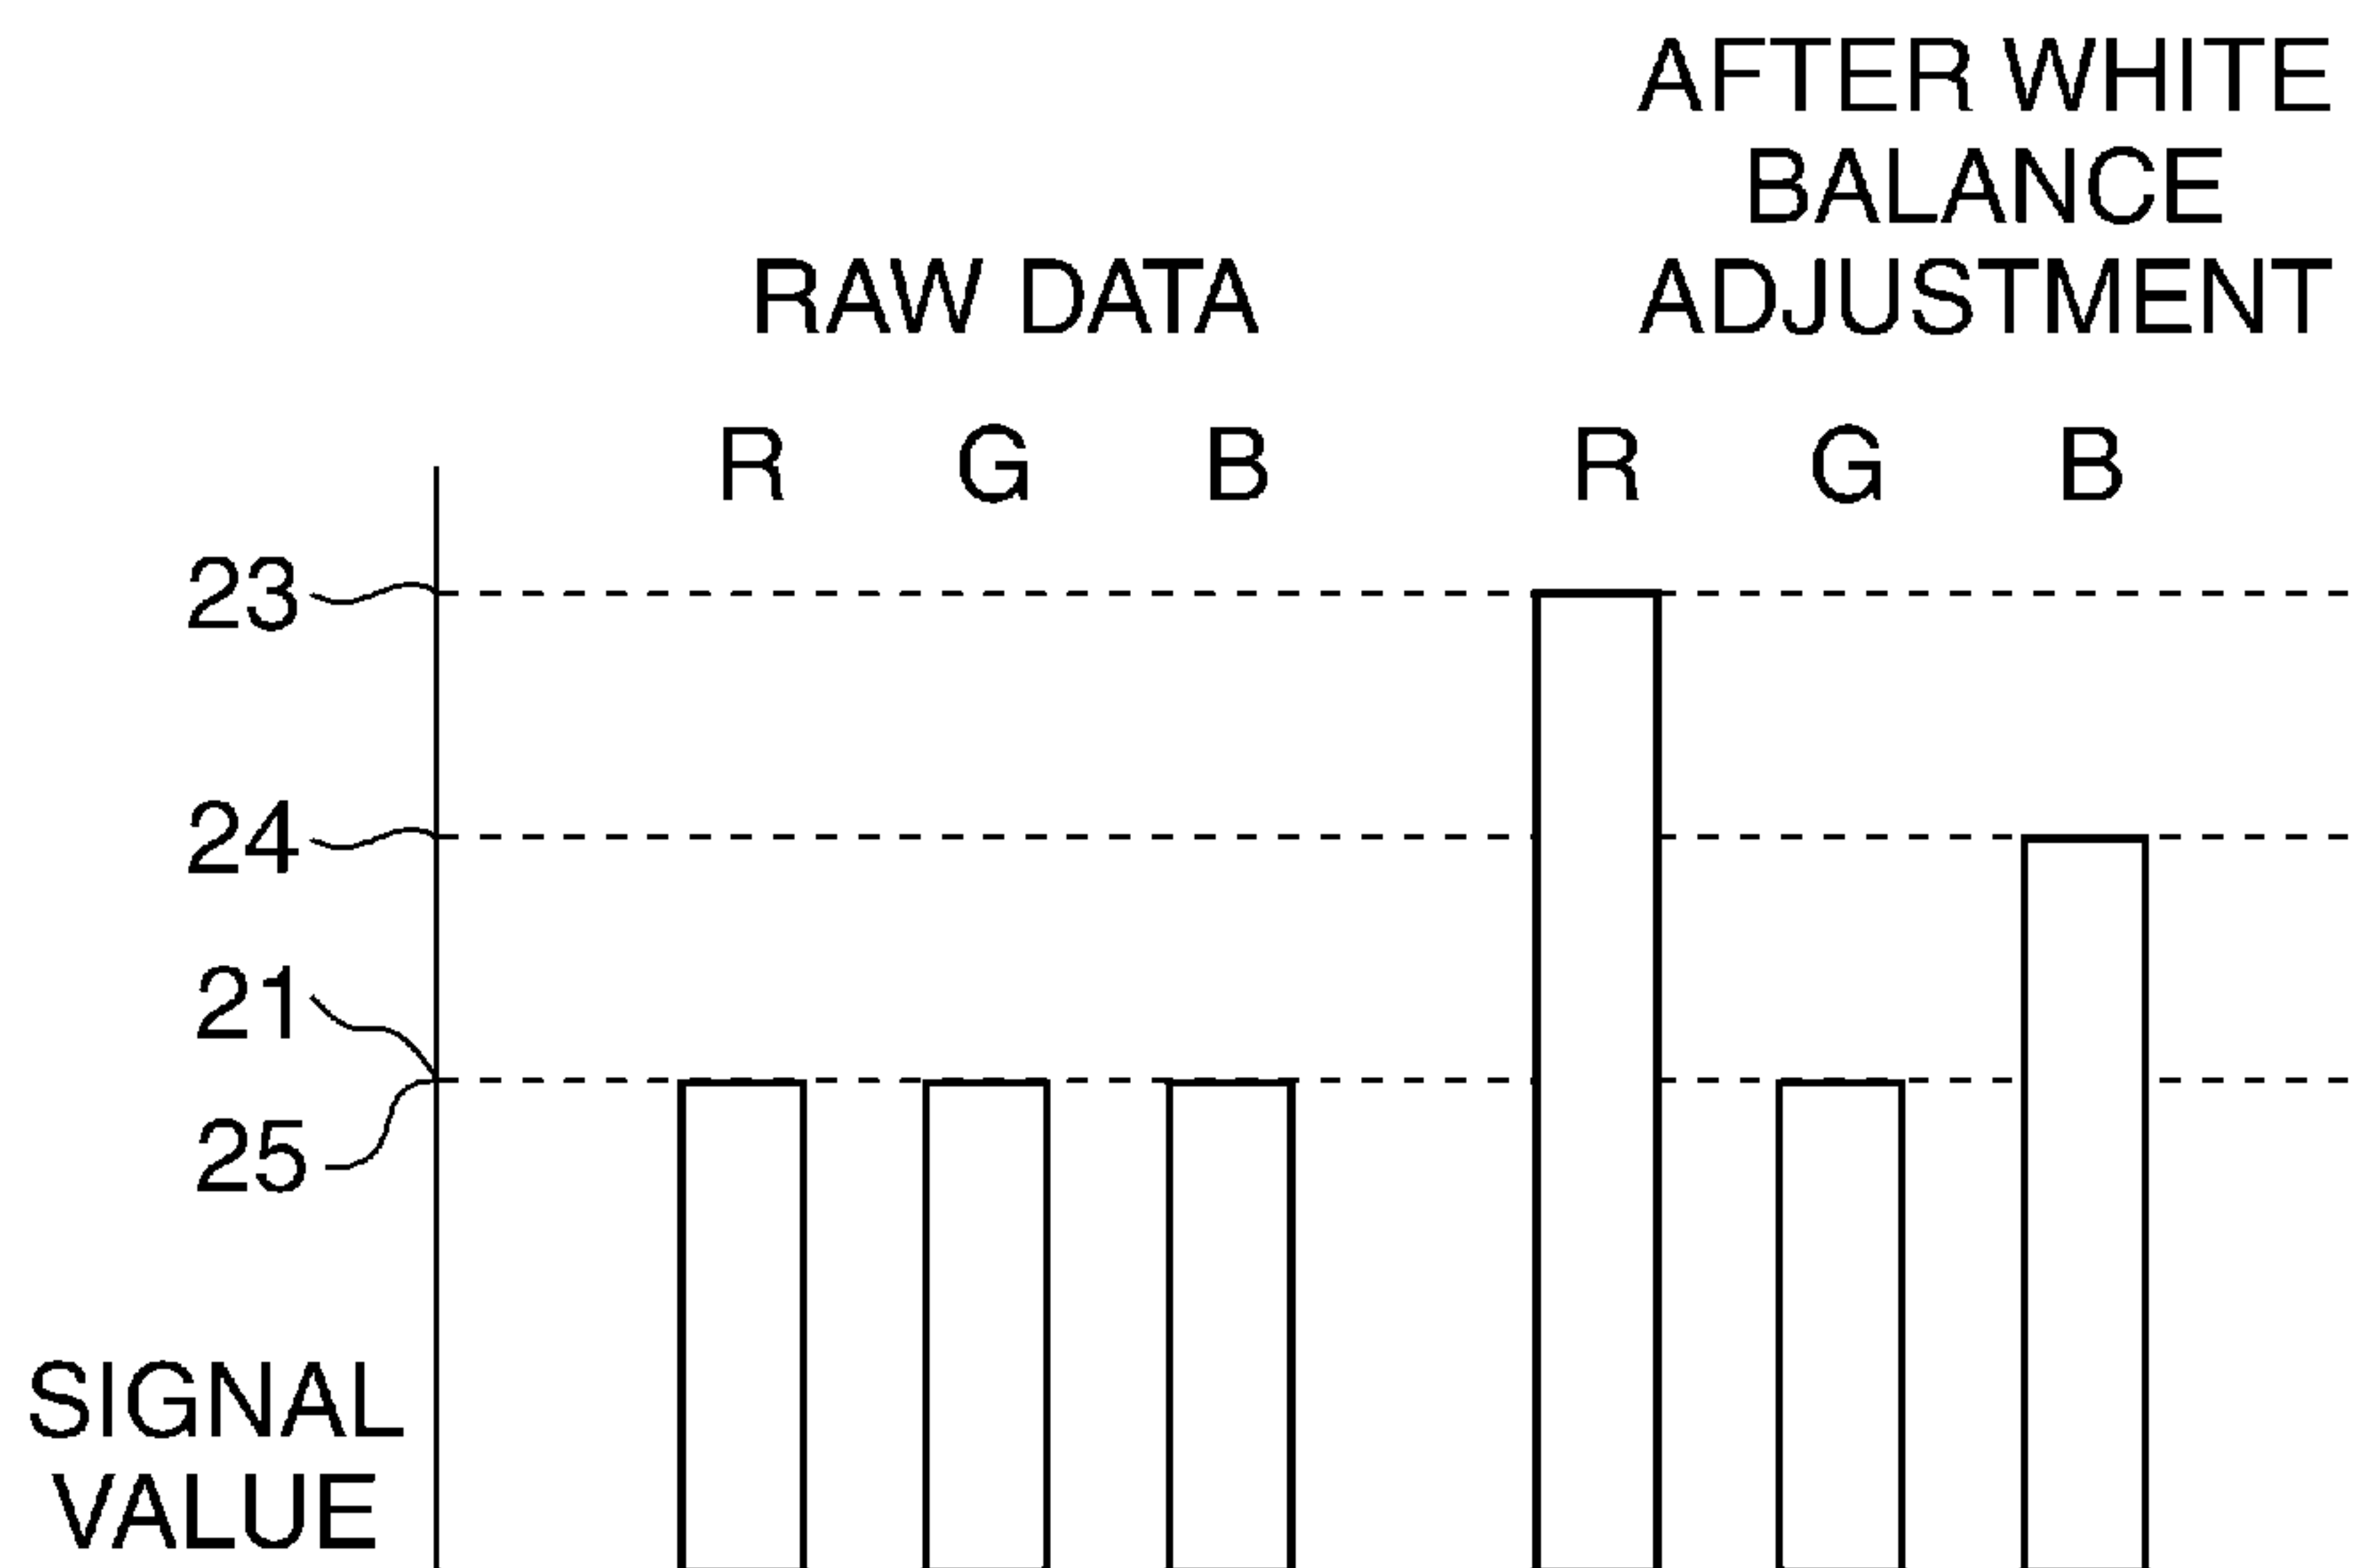 AFTER WHITE
BALANCE
ADJUSTMENT
RAW DATA
R G B R G B
23
24
21
25
SIGNAL
VALUE